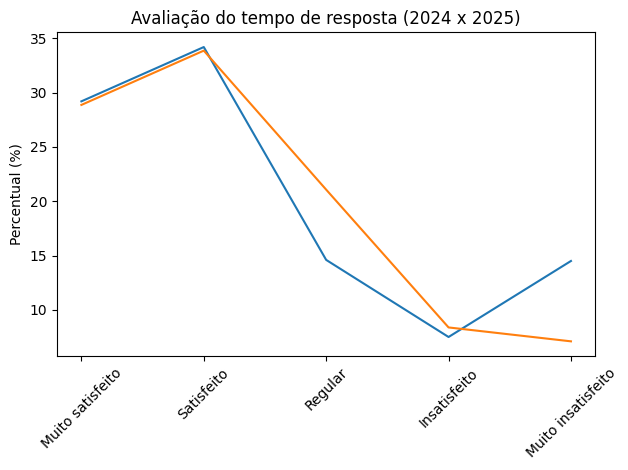 Avaliação do tempo de resposta (2024 x 2025)
Percentual (%)
35
30
25
20
15
10
Muito satisfeito
Satisfeito
Regular
Insatisfeito
Muito insatisfeito